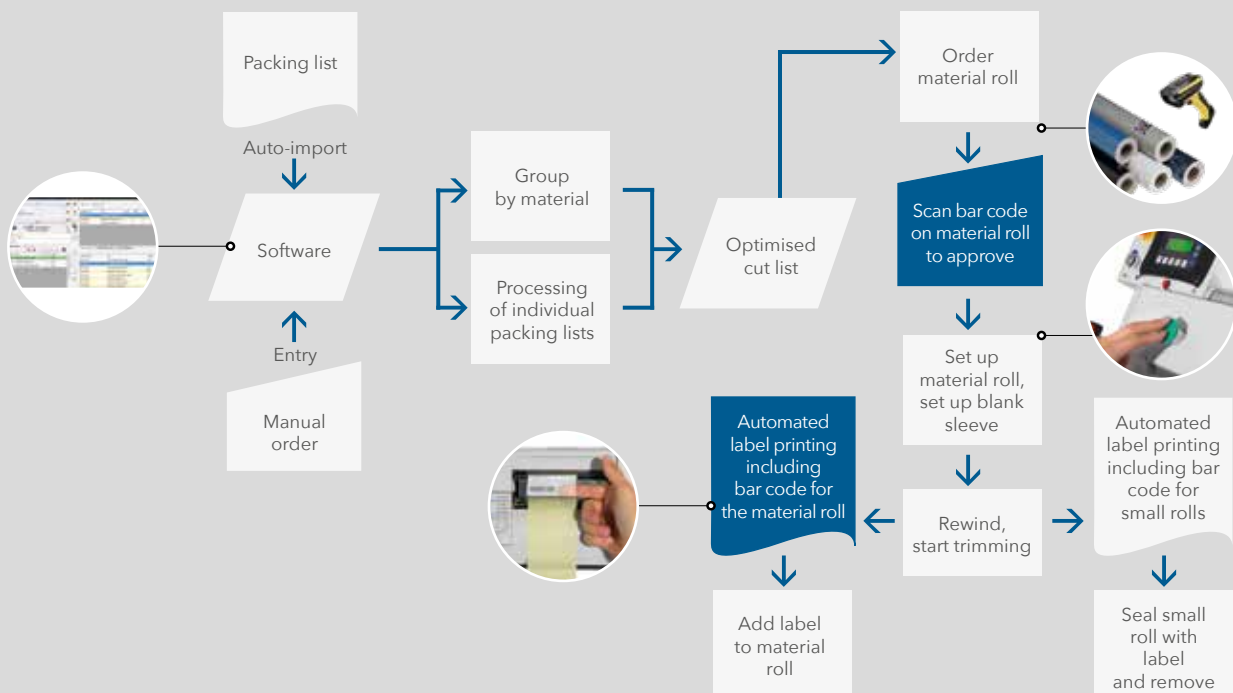 Packing list
Auto-import
Software
Entry
Manual
order
Group
by material
Processing
of individual
packing lists
Optimised
cut list
Order
material roll
Scan bar code
on material roll
to approve
Set up
material roll,
set up blank
sleeve
Rewind,
start trimming
Automated
label printing
including
bar code for
the material roll
Add label
to material
roll
Automated
label printing
including bar
code for
small rolls
Seal small
roll with
label
and remove